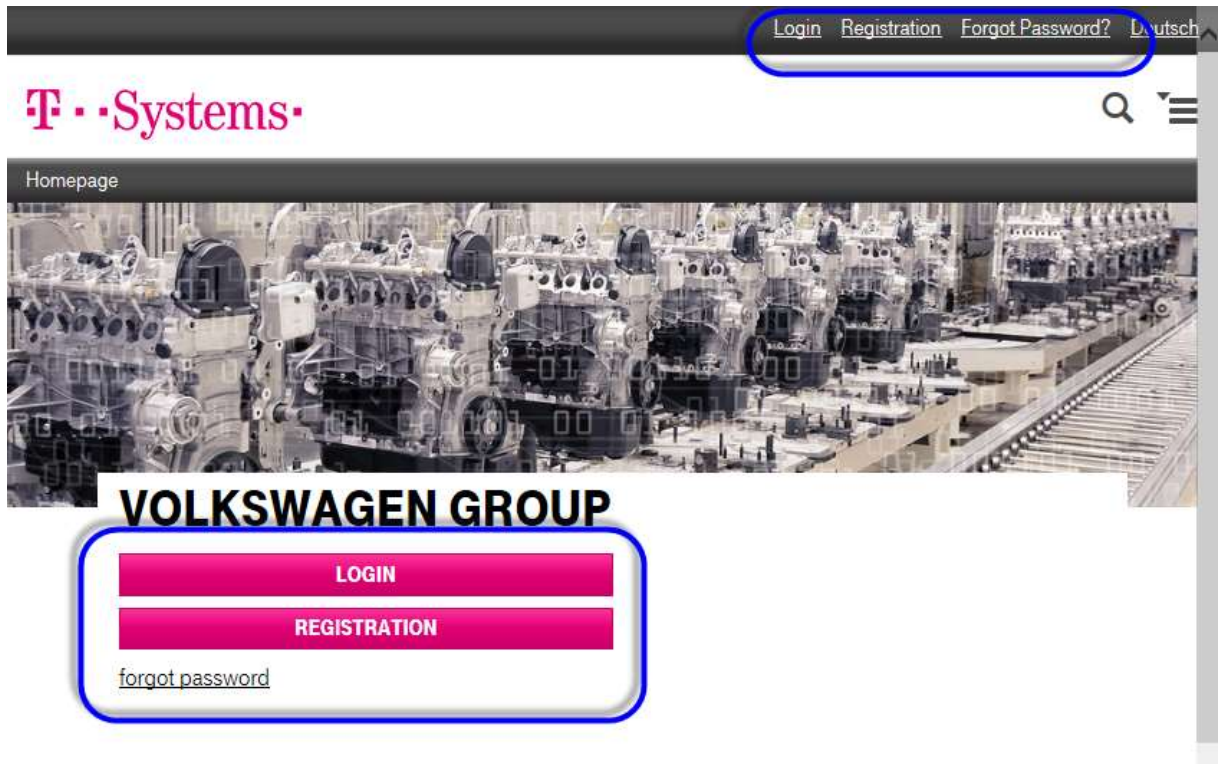 Login Registration Forgot Password? Deutsch
T · · Systems ·
Homepage
VOLKSWAGEN GROUP
LOGIN
REGISTRATION
forgot password